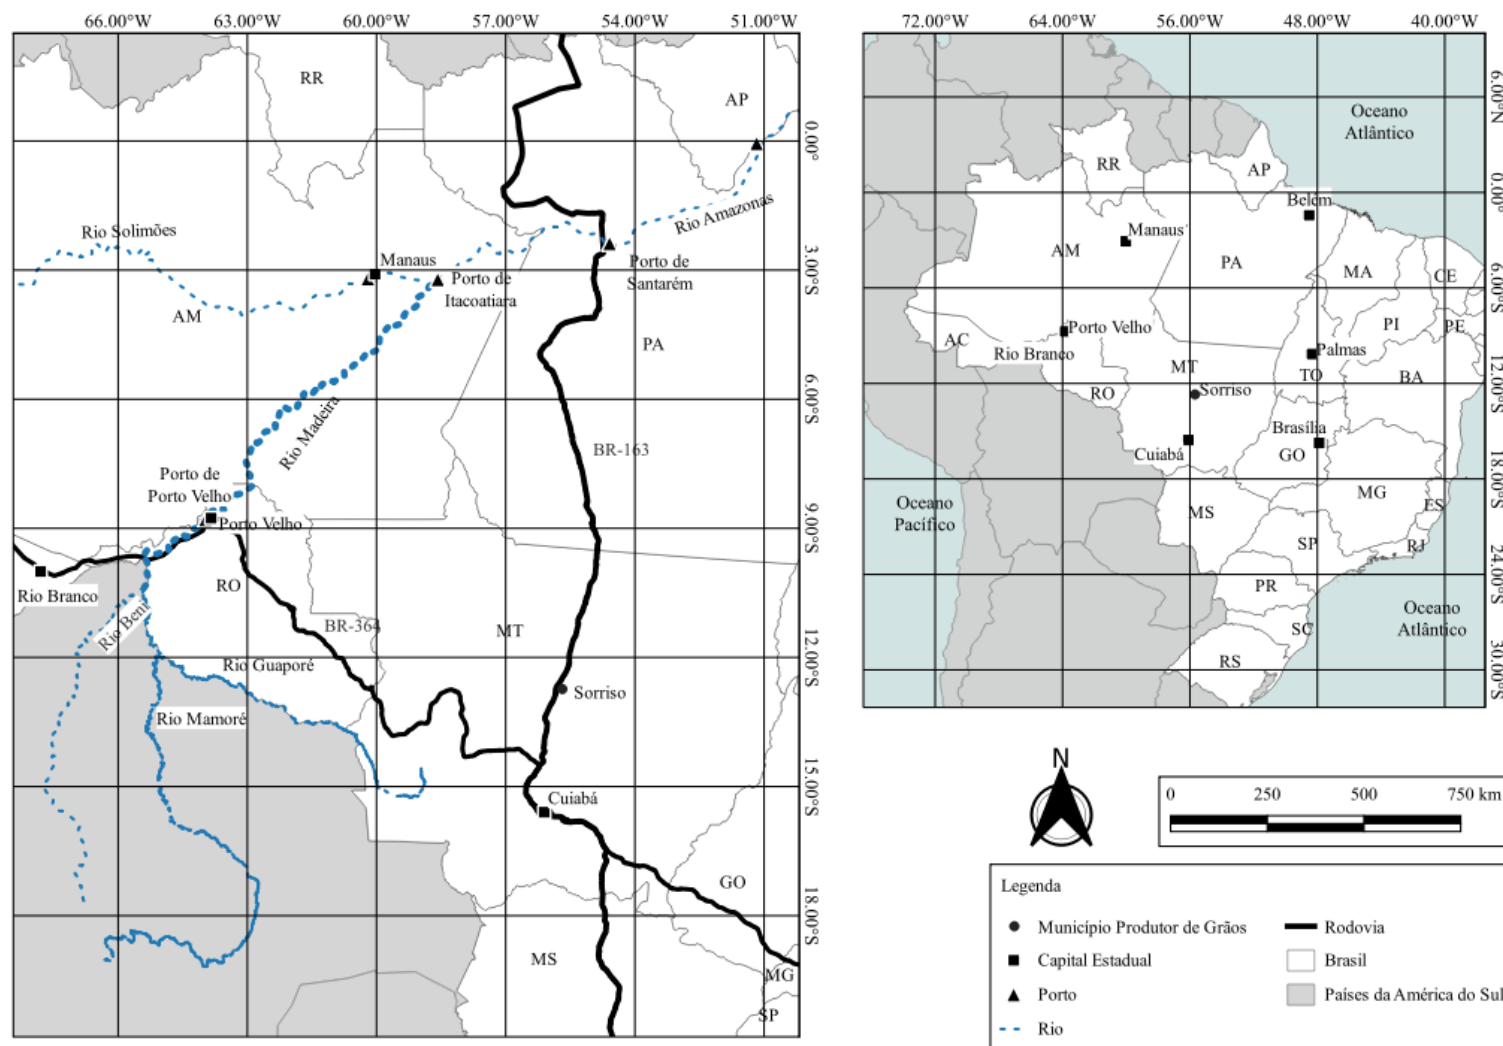 66.00°W 63.00°W 60.00°W 57.00°W 54.00°W 51.00°W
RR
AP
0.00°
Rio Solimões
Rio Amazonas
Manaus
Porto de
Itacoatiara
Porto de
Santarém
3.00°S
AM
PA
6.00°S
Rio Madeira
BR-163
Porto de
Porto Velho
Porto Velho
9.00°S
Rio Branco
RO
Rio Beni
BR-364
MT
12.00°S
Rio Guaporé
Sorriso
Rio Mamoré
15.00°S
Cuiabá
GO
18.00°S
MS
MG
SP
72.00°W 64.00°W 56.00°W 48.00°W 40.00°W
6.00°N
Oceano
Atlântico
RR
AP
0.00°
Belém
Manaus
AM
PA
MA
CE
6.00°S
PI
PE
Porto Velho
AC
Rio Branco
Palmas
MT
TO
BA
12.00°S
RO
Sorriso
Brasília
Cuiabá
GO
18.00°S
MG
Oceano
Pacífico
MS
ES
SP
RJ
24.00°S
PR
Oceano
Atlântico
SC
RS
30.00°S
N
0 250 500 750 km
Legenda
Município Produtor de Grãos
Capital Estadual
Porto
Rio
Rodovia
Brasil
Países da América do Sul